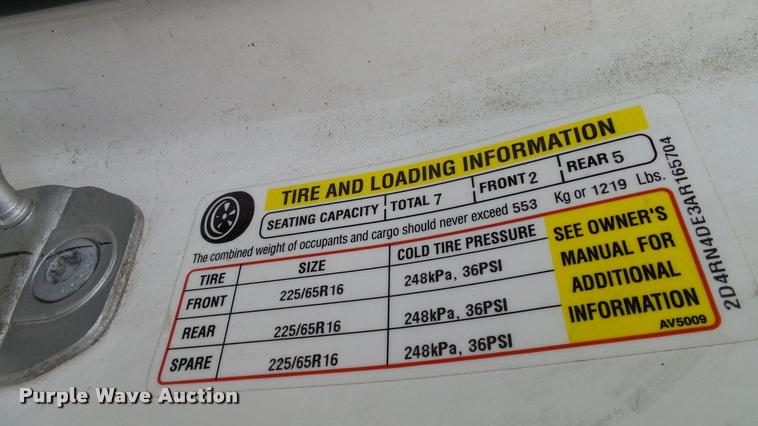 TIRE AND LOADING INFORMATION
SEATING CAPACITY TOTAL 7 FRONT 2 REAR 5
The combined weight of occupants and cargo should never exceed 553 Kg or 1219 Lbs.
TIRE SIZE COLD TIRE PRESSURE
FRONT 225/65R16 248kPa, 36PSI
REAR 225/65R16 248kPa, 36PSI
SPARE 225/65R16 248kPa, 36PSI
SEE OWNER'S
MANUAL FOR
ADDITIONAL
INFORMATION
AV5009
2D4RN4DE3AR165704
Purple Wave Auction